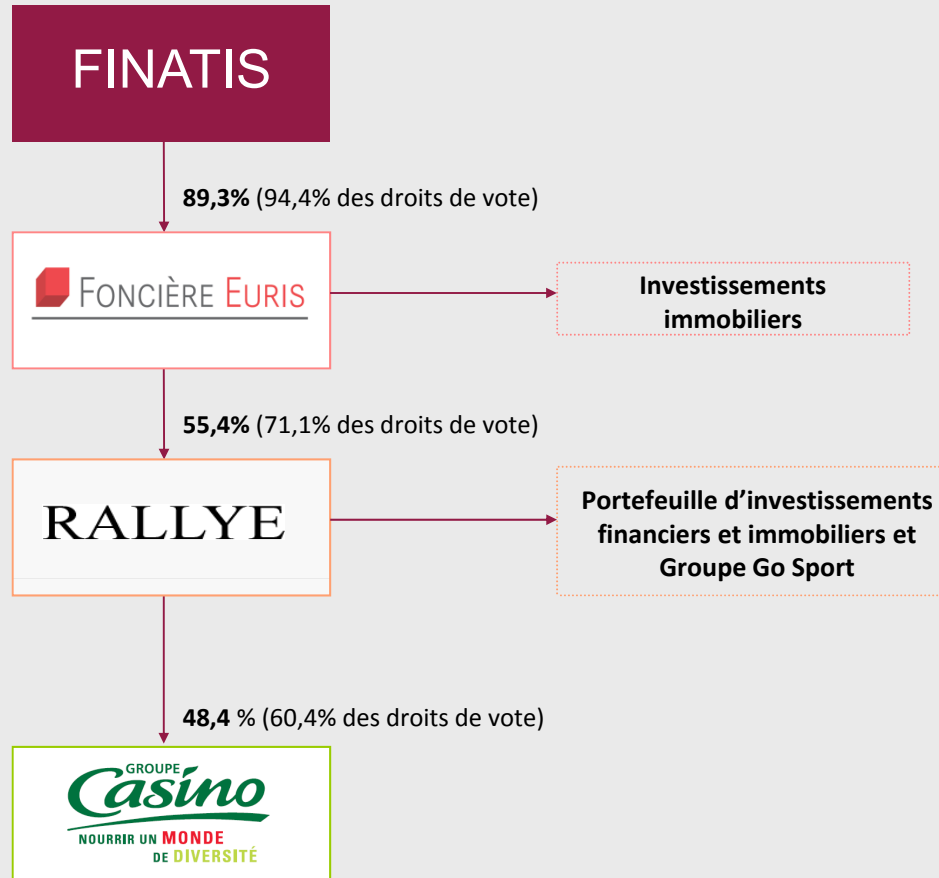 FINATIS
89,3% (94,4% des droits de vote)
FONCIÈRE EURIS
Investissements
immobiliers
55,4% (71,1% des droits de vote)
RALLYE
Portefeuille d’investissements
financiers et immobiliers et
Groupe Go Sport
48,4 % (60,4% des droits de vote)
GROUPE
Casino
NOURRIR UN MONDE
DE DIVERSITÉ